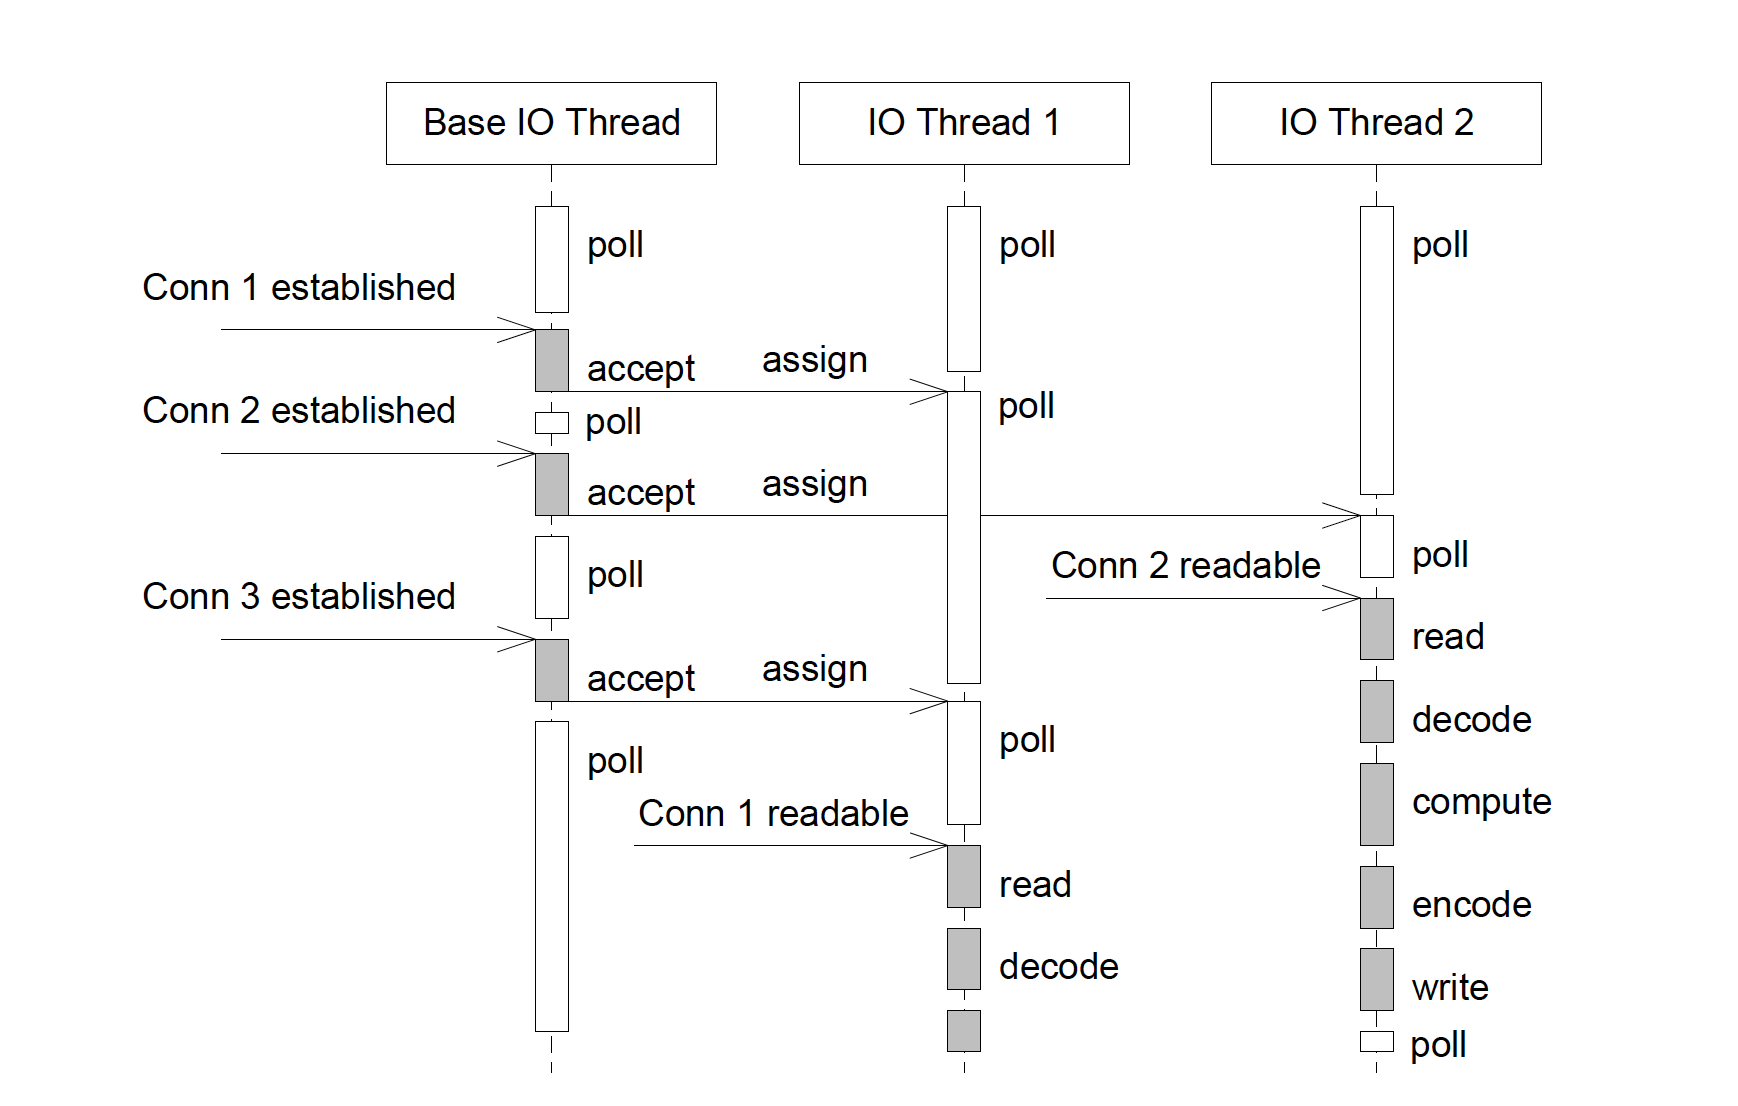 Base IO Thread
IO Thread 1
IO Thread 2
poll
poll
poll
Conn 1 established
accept
assign
Conn 2 established
poll
poll
accept
assign
poll
Conn 2 readable
poll
Conn 3 established
read
accept
assign
decode
poll
poll
Conn 1 readable
compute
read
encode
decode
write
poll